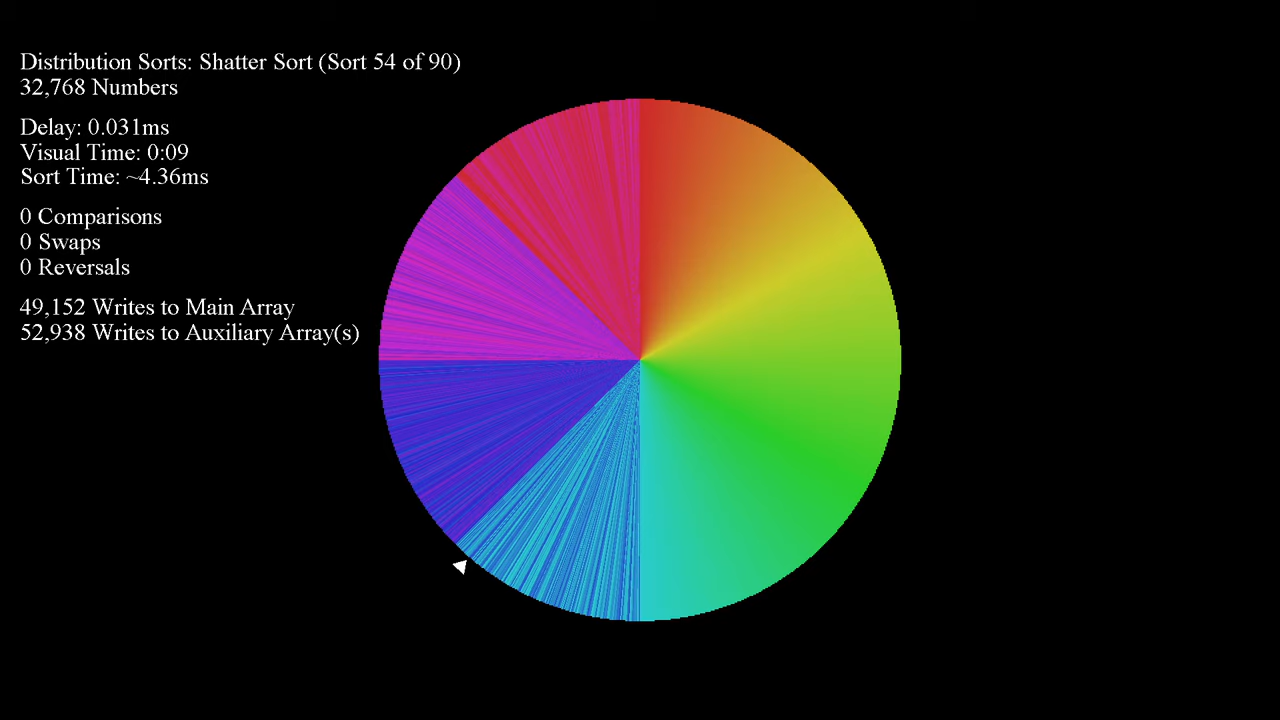 Distribution Sorts: Shatter Sort (Sort 54 of 90)
32,768 Numbers
Delay: 0.031ms
Visual Time: 0:09
Sort Time: ~4.36ms
0 Comparisons
0 Swaps
0 Reversals
49,152 Writes to Main Array
52,938 Writes to Auxiliary Array(s)